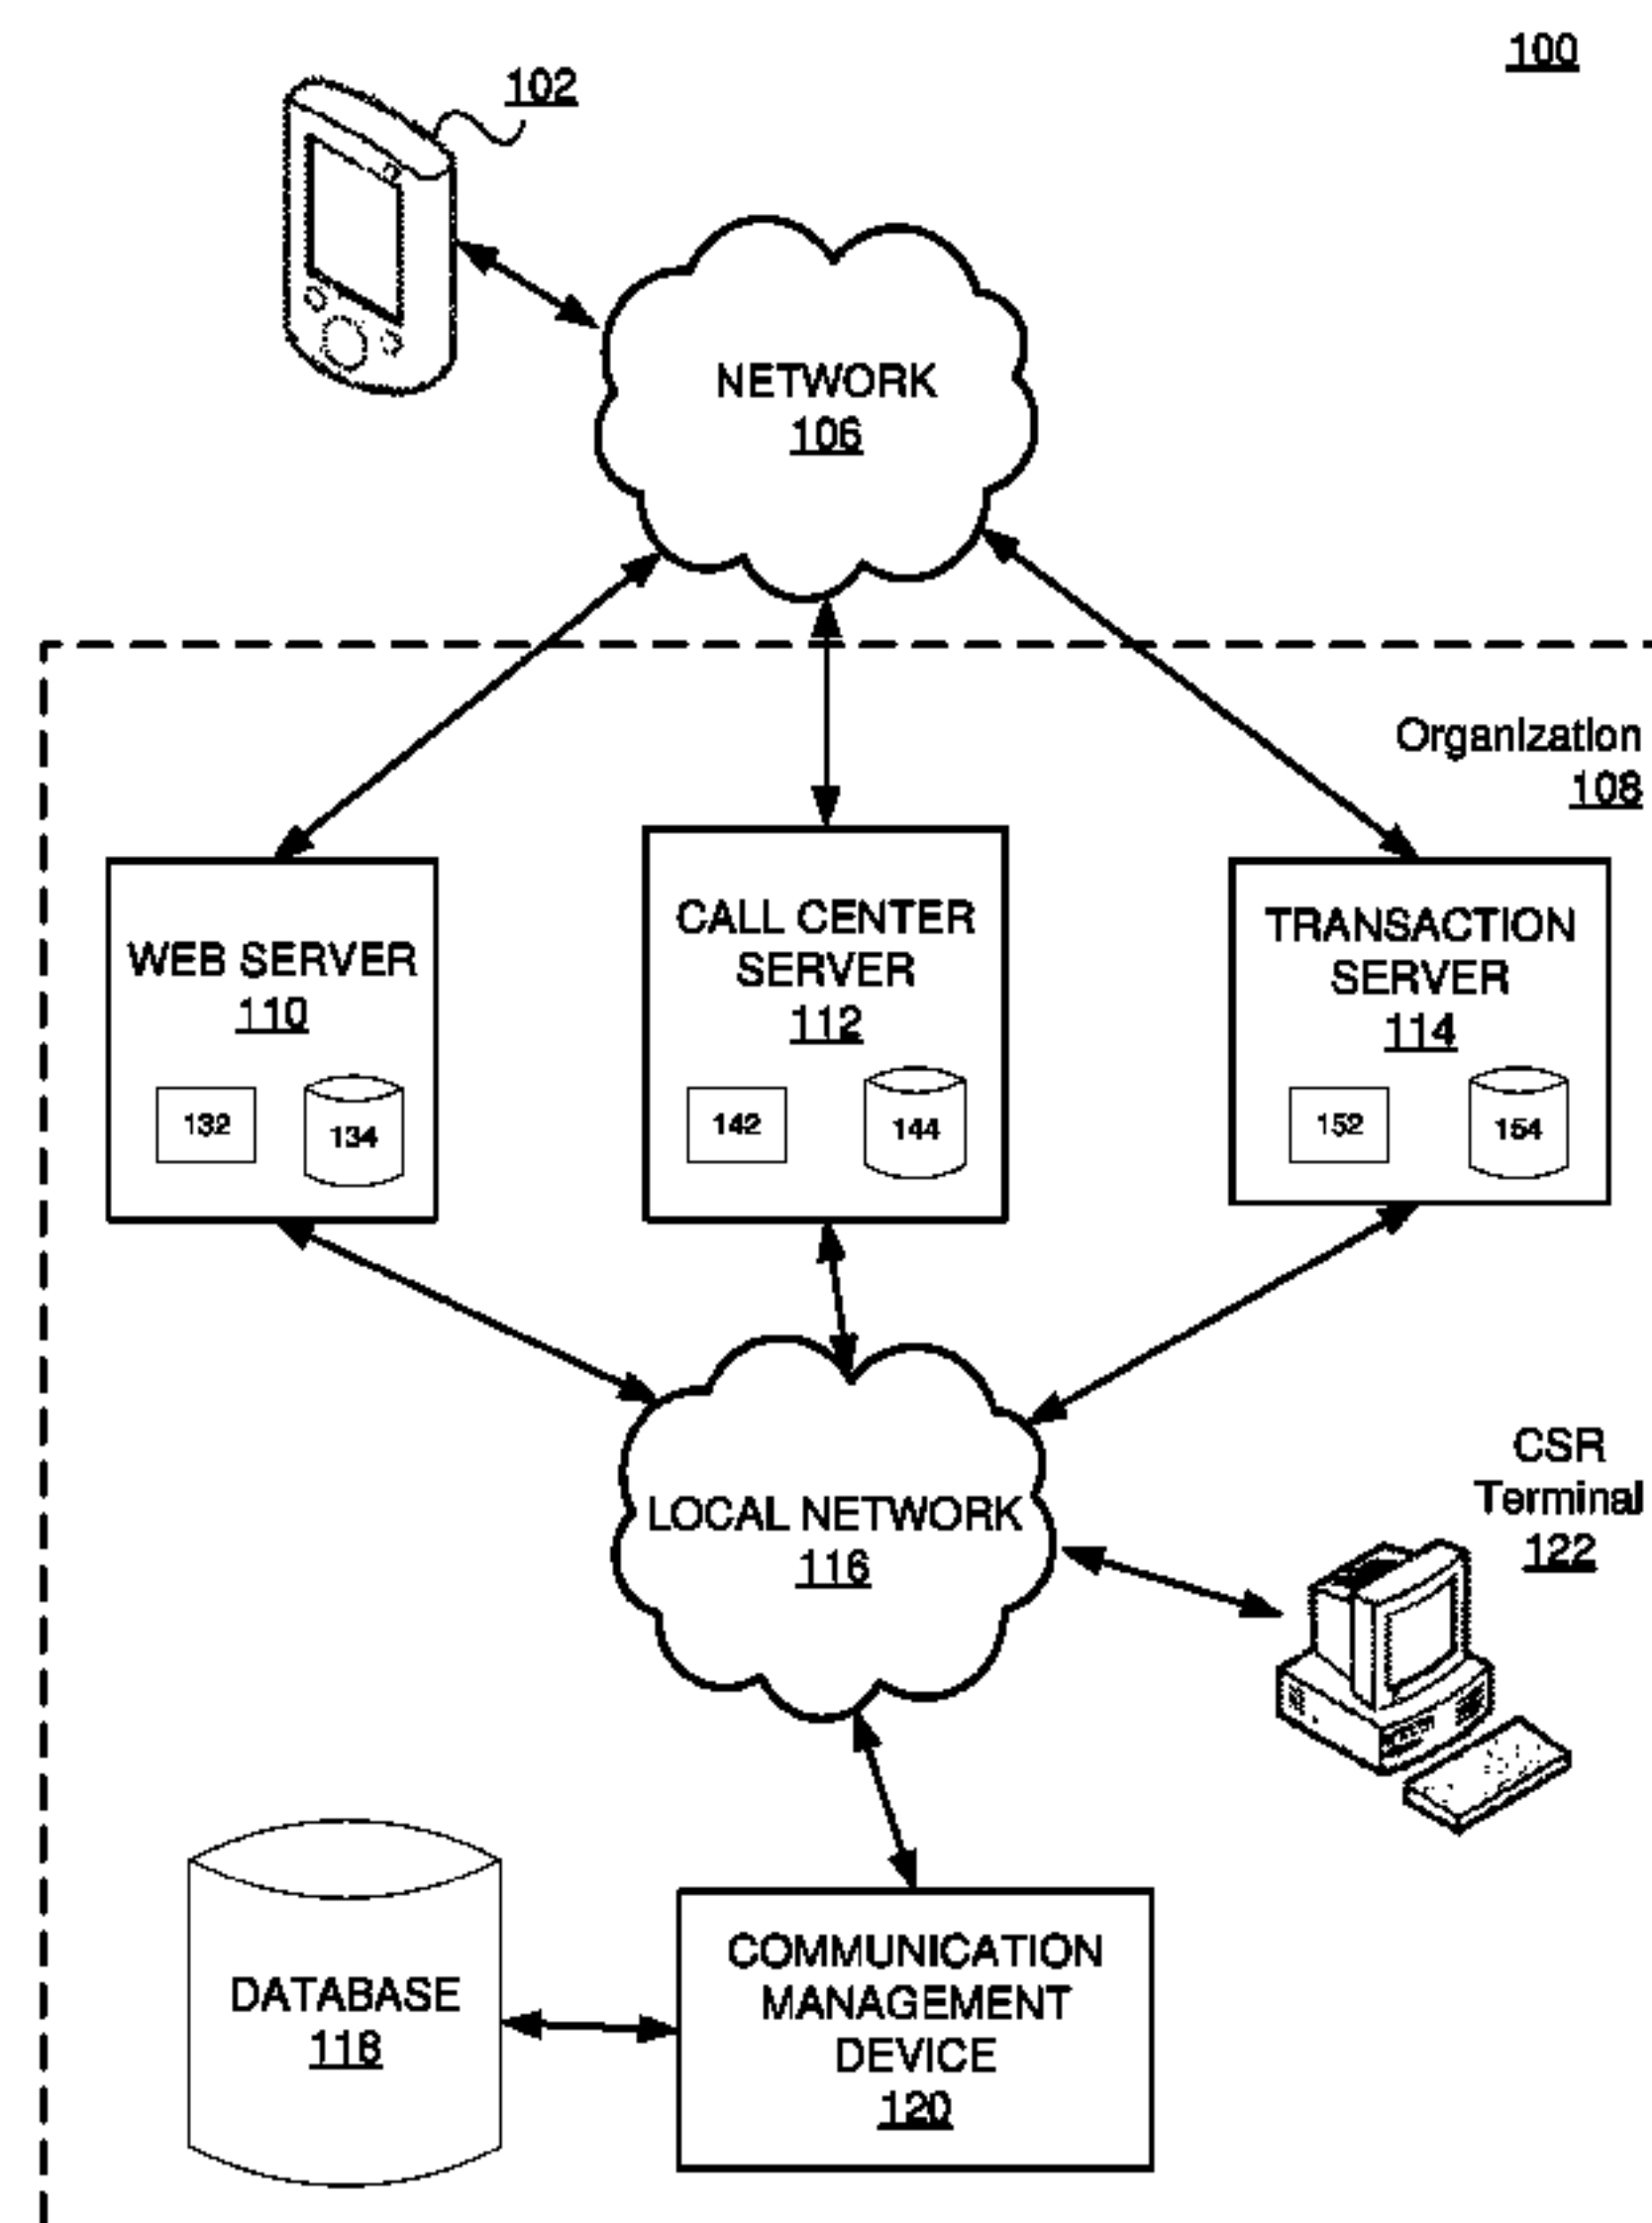 100
102
NETWORK
106
Organization
108
WEB SERVER
110
132
134
CALL CENTER
SERVER
112
142
144
TRANSACTION
SERVER
114
152
154
LOCAL NETWORK
116
CSR
Terminal
122
DATABASE
118
COMMUNICATION
MANAGEMENT
DEVICE
120